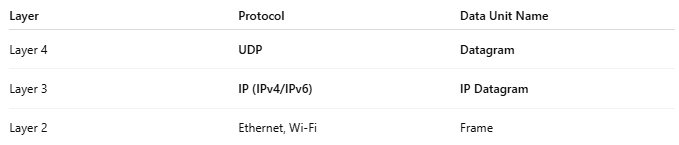 Layer Protocol Data Unit Name
Layer 4 UDP Datagram
Layer 3 IP (IPv4/IPv6) IP Datagram
Layer 2 Ethernet, Wi-Fi Frame